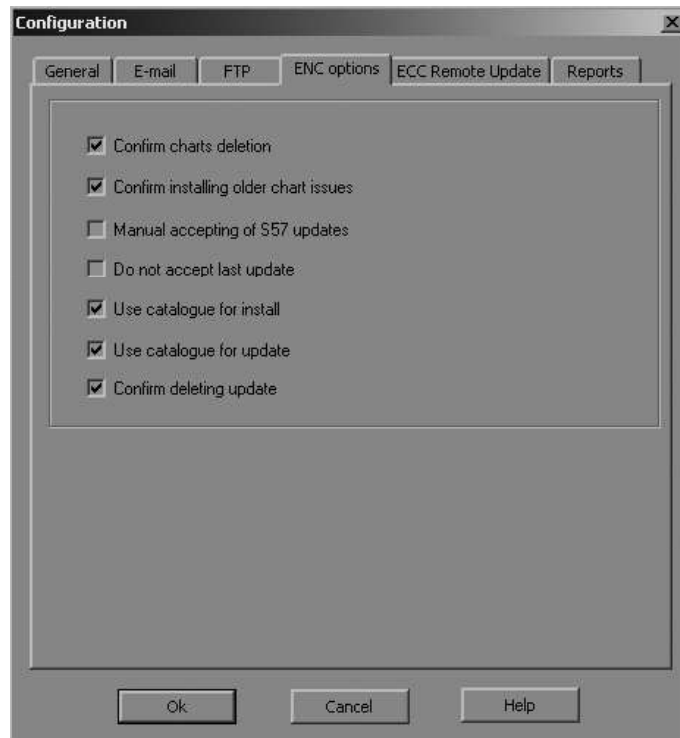 Configuration
General
E-mail
FTP
ENC options
ECC Remote Update
Reports
Confirm charts deletion
Confirm installing older chart issues
Manual accepting of S57 updates
Do not accept last update
Use catalogue for install
Use catalogue for update
Confirm deleting update
Ok
Cancel
Help